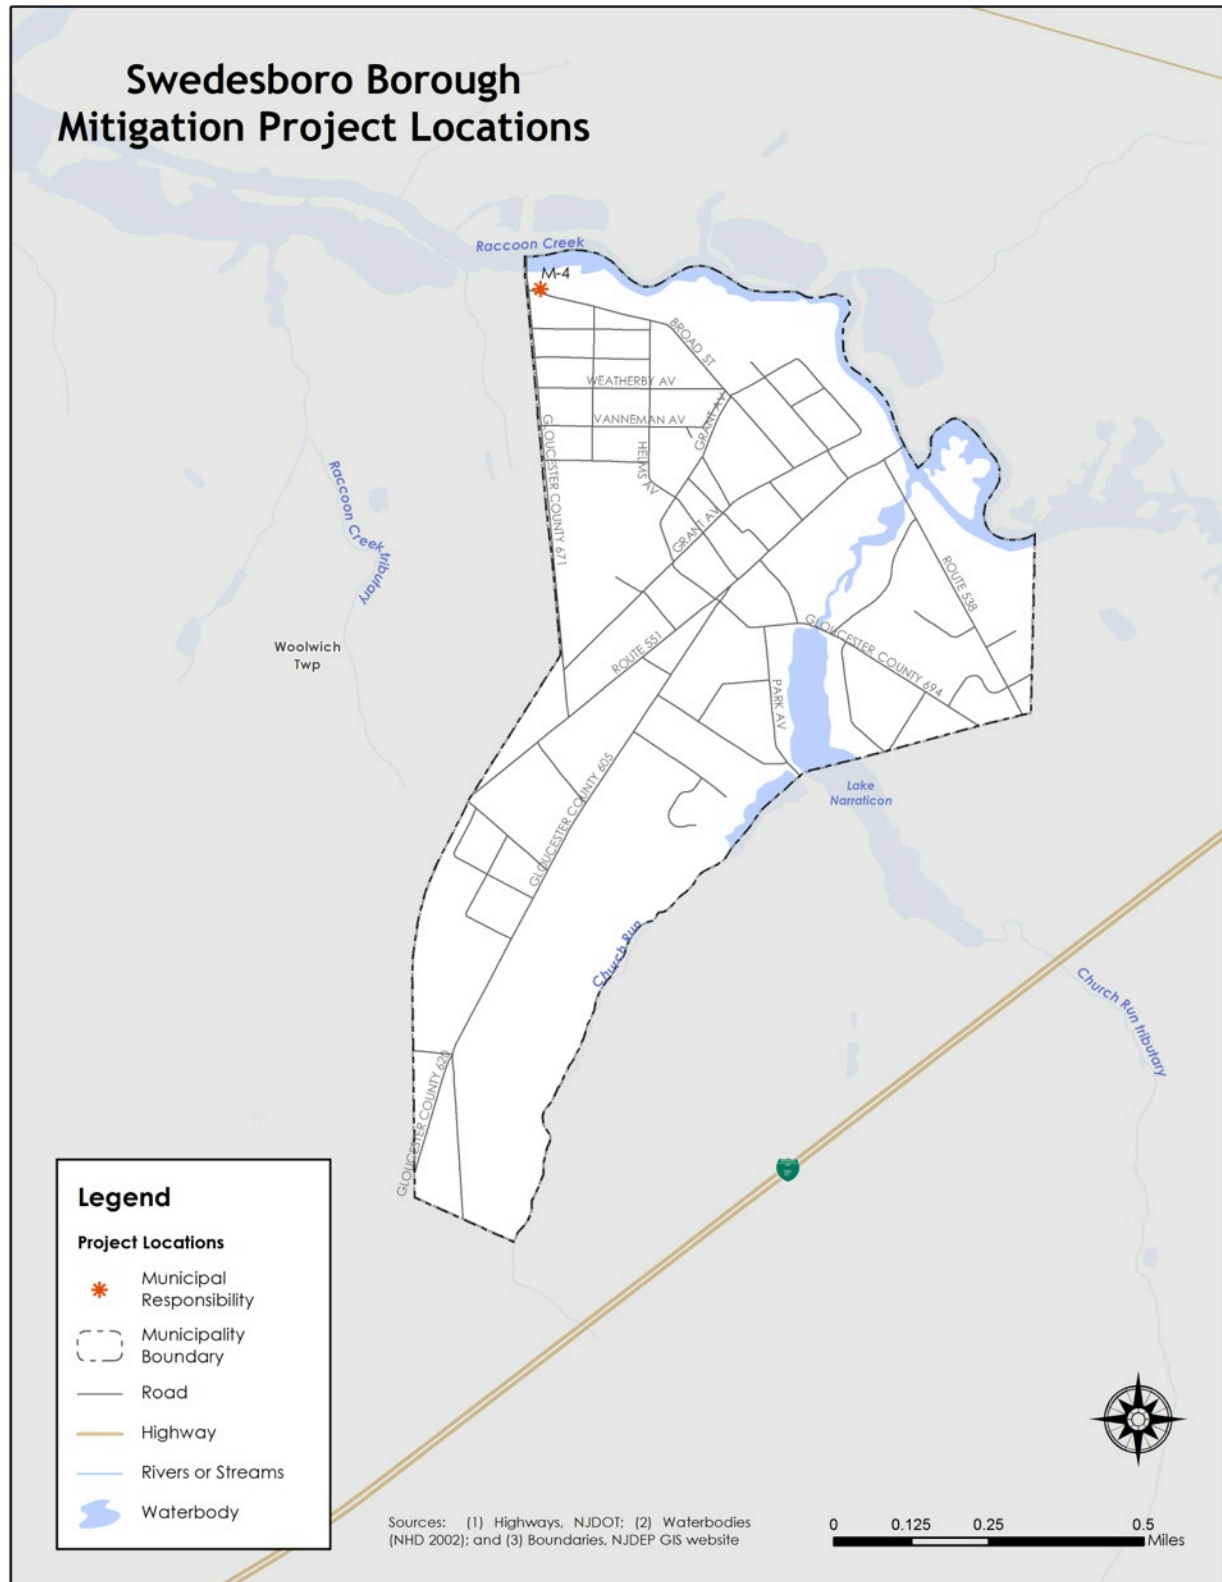 Swedesboro Borough
Mitigation Project Locations
Raccoon Creek
M-4
BROAD ST
WEATHERBY AV
GRANT AV
VANNEMAN AV
HELMS AV
GLOUCESTER COUNTY 671
Raccoon Creek tributary
GRANT AV
ROUTE 538
Woolwich
Twp
ROUTE 551
GLOUCESTER COUNTY 694
PARK AV
GLOUCESTER COUNTY 605
Lake
Narraticon
Church Run
Church Run tributary
GLOUCESTER COUNTY 620
Legend
Project Locations
Municipal
Responsibility
Municipality
Boundary
Road
Highway
Rivers or Streams
Waterbody
Sources: (1) Highways, NJDOT; (2) Waterbodies
(NHD 2002); and (3) Boundaries, NJDEP GIS website
0 0.125 0.25 0.5
Miles